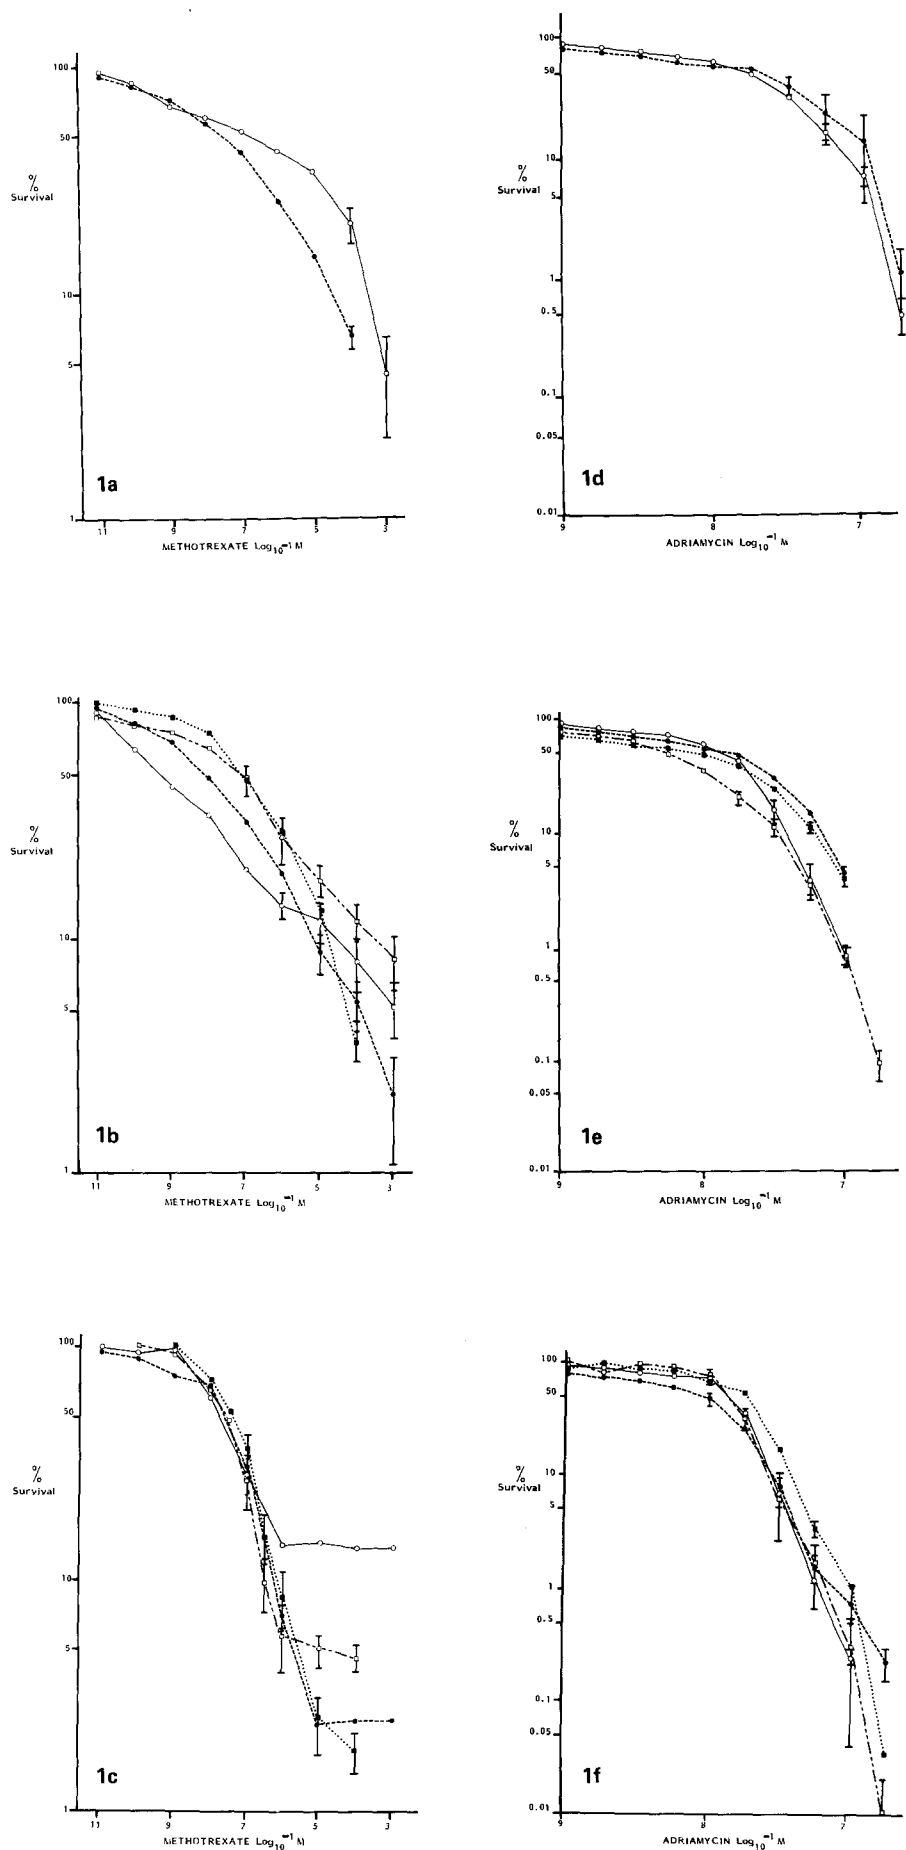 100
50
%
Survival
10
5
1
1a
11 9 7 5 3
METHOTREXATE Log10⁻¹ M
100
50
%
Survival
10
5
1
0.5
0.1
0.05
0.01
1d
9 8 7
ADRIAMYCIN Log10⁻¹ M
100
50
%
Survival
10
5
1
1b
11 9 7 5 3
METHOTREXATE Log10⁻¹ M
100
50
%
Survival
10
5
1
0.5
0.1
0.05
0.01
1e
9 8 7
ADRIAMYCIN Log10⁻¹ M
100
50
%
Survival
10
5
1
1c
11 9 7 5 3
METHOTREXATE Log10⁻¹ M
100
50
%
Survival
10
5
1
0.5
0.1
0.05
0.01
1f
9 8 7
ADRIAMYCIN Log10⁻¹ M